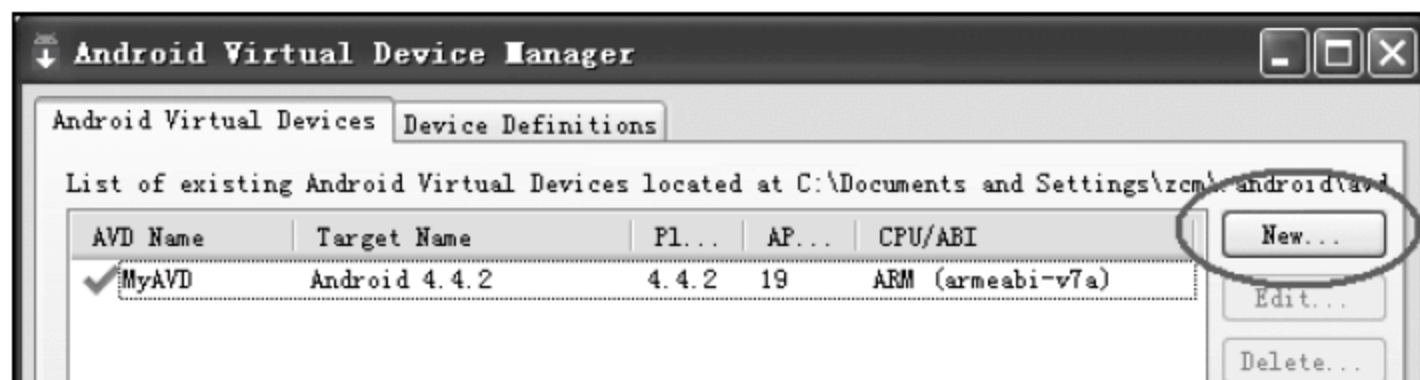 Android Virtual Device Manager
Android Virtual Devices Device Definitions
List of existing Android Virtual Devices located at C:\Documents and Settings\zcm\.android\avd
AVD Name Target Name Pl... AP... CPU/ABI New...
MyAVD Android 4.4.2 4.4.2 19 ARM (armeabi-v7a)
Edit...
Delete...